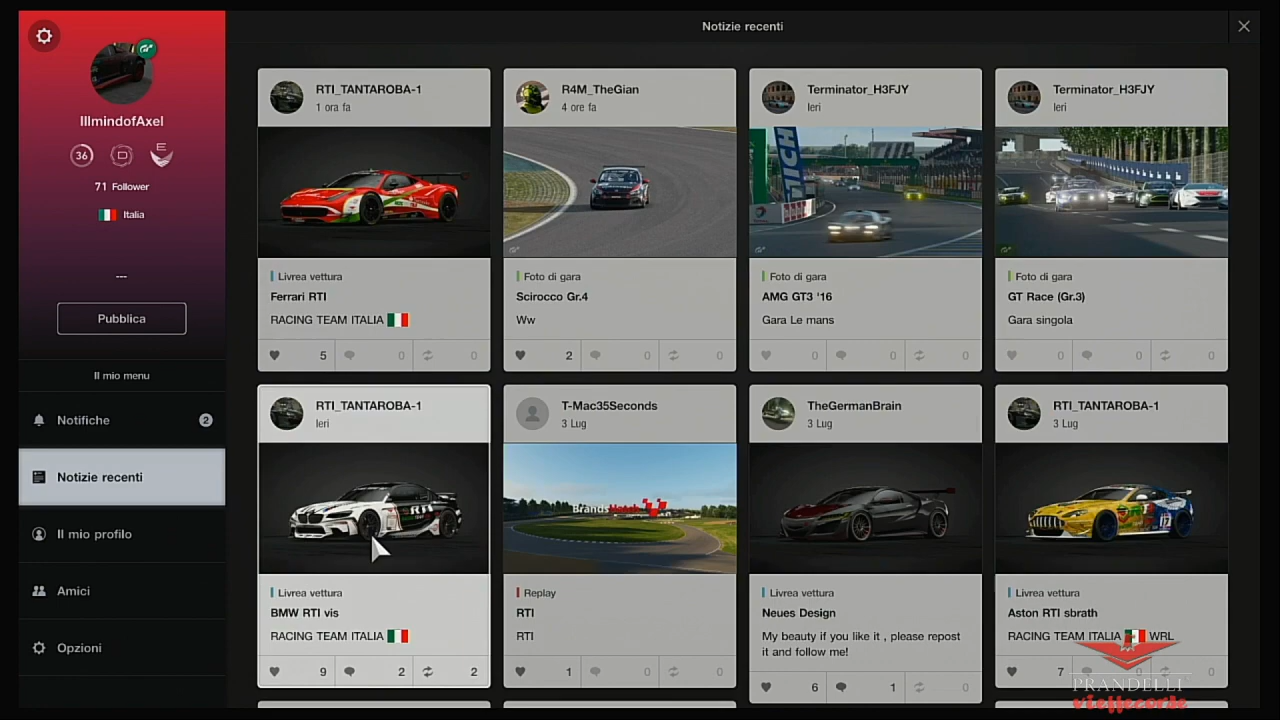 Notizie recenti
IllmindofAxel
36
E
71 Follower
Italia
---
Pubblica
Il mio menu
Notifiche 2
Notizie recenti
Il mio profilo
Amici
Opzioni
RTI_TANTAROBA-1
1 ora fa
Livrea vettura
Ferrari RTI
RACING TEAM ITALIA
5 0 0
R4M_TheGian
4 ore fa
Foto di gara
Scirocco Gr.4
Ww
2 0 0
Terminator_H3FJY
Ieri
MICH
TOTAL
Foto di gara
AMG GT3 '16
Gara Le mans
0 0 0
Terminator_H3FJY
Ieri
Foto di gara
GT Race (Gr.3)
Gara singola
0 0 0
RTI_TANTAROBA-1
Ieri
RTI
Livrea vettura
BMW RTI vis
RACING TEAM ITALIA
9 2 2
T-Mac35Seconds
3 Lug
Brands Hatch
Replay
RTI
RTI
1 0 0
TheGermanBrain
3 Lug
Livrea vettura
Neues Design
My beauty if you like it , please repost
it and follow me!
6 1 0
RTI_TANTAROBA-1
3 Lug
17
Livrea vettura
Aston RTI sbrath
RACING TEAM ITALIA WRL
7 0
PRANDELLI